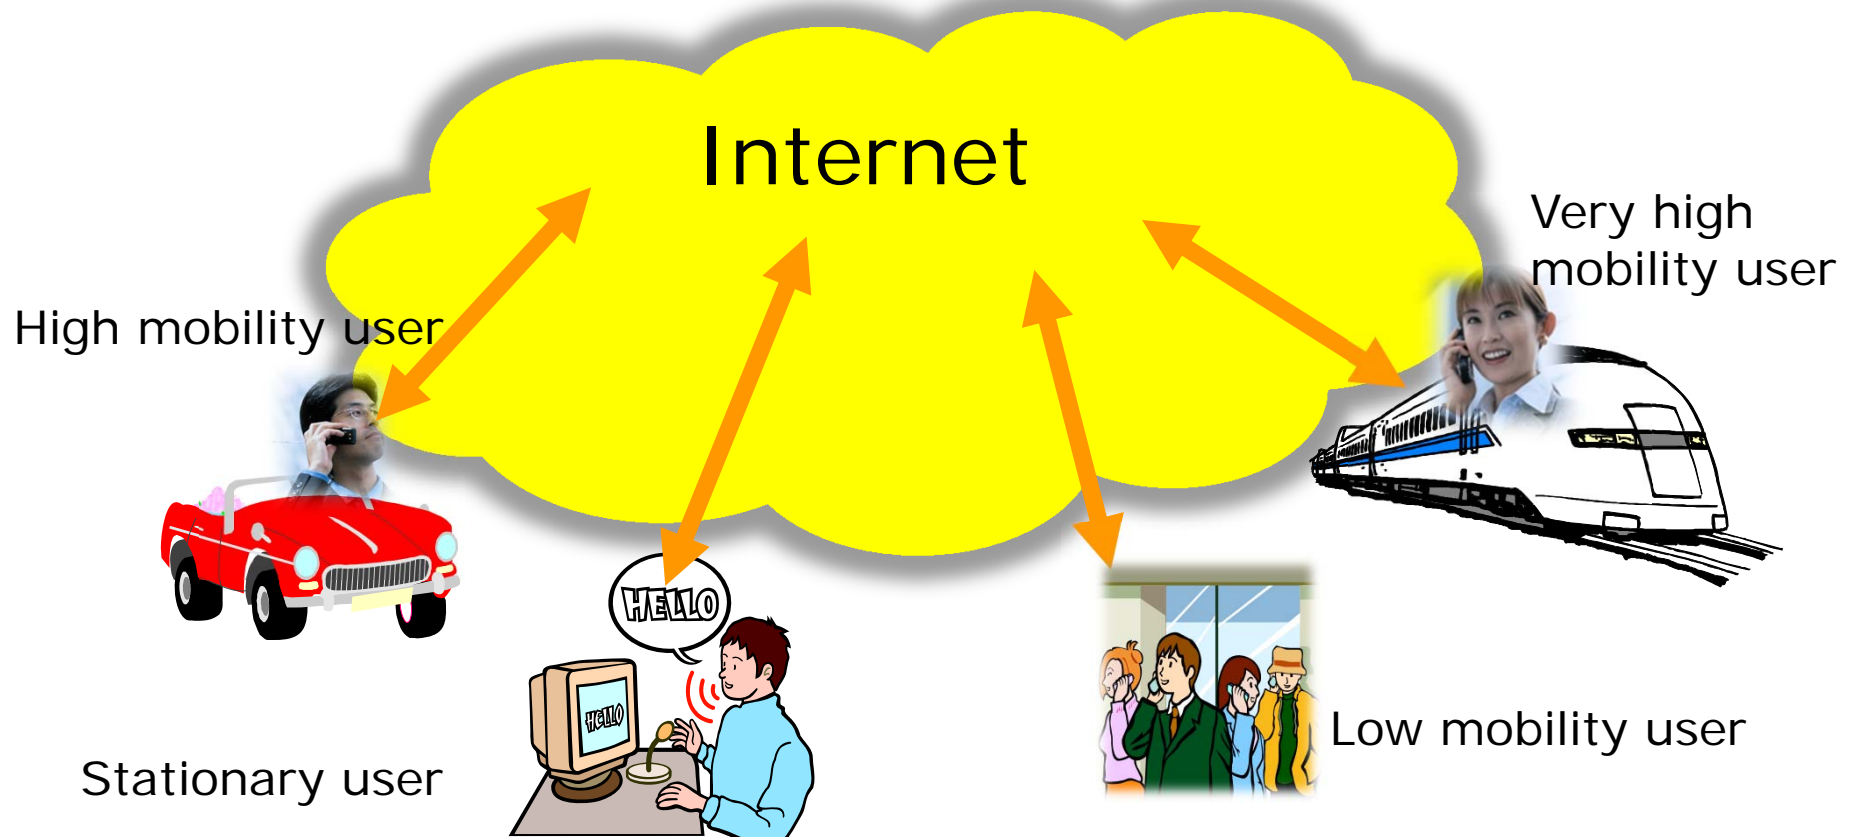 Internet
Very high
mobility user
High mobility user
HELLO
HELLO
Low mobility user
Stationary user